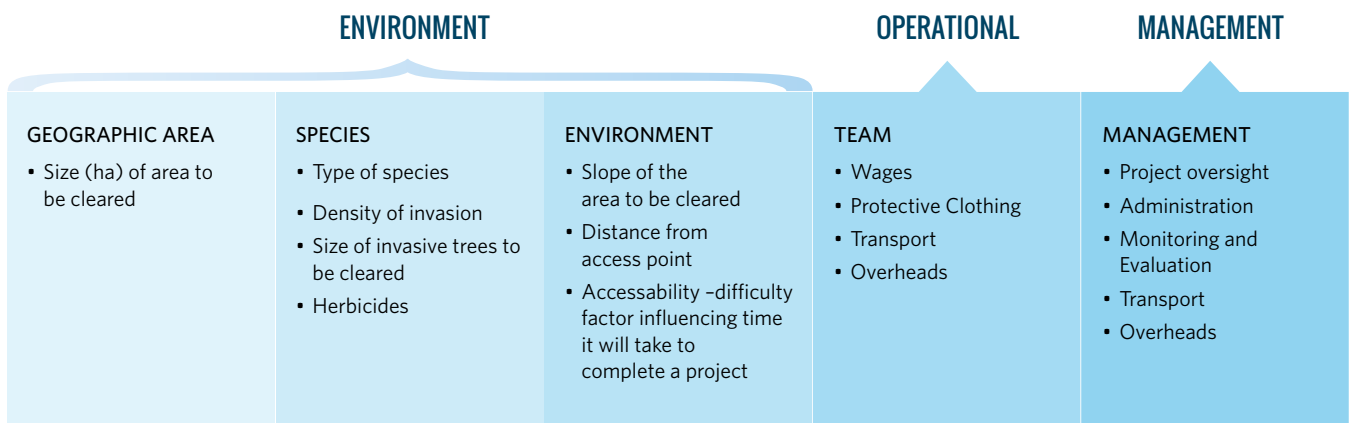 ENVIRONMENT
OPERATIONAL
MANAGEMENT
GEOGRAPHIC AREA
• Size (ha) of area to
be cleared
SPECIES
• Type of species
• Density of invasion
• Size of invasive trees to
be cleared
• Herbicides
ENVIRONMENT
• Slope of the
area to be cleared
• Distance from
access point
• Accessability –difficulty
factor influencing time
it will take to
complete a project
TEAM
• Wages
• Protective Clothing
• Transport
• Overheads
MANAGEMENT
• Project oversight
• Administration
• Monitoring and
Evaluation
• Transport
• Overheads